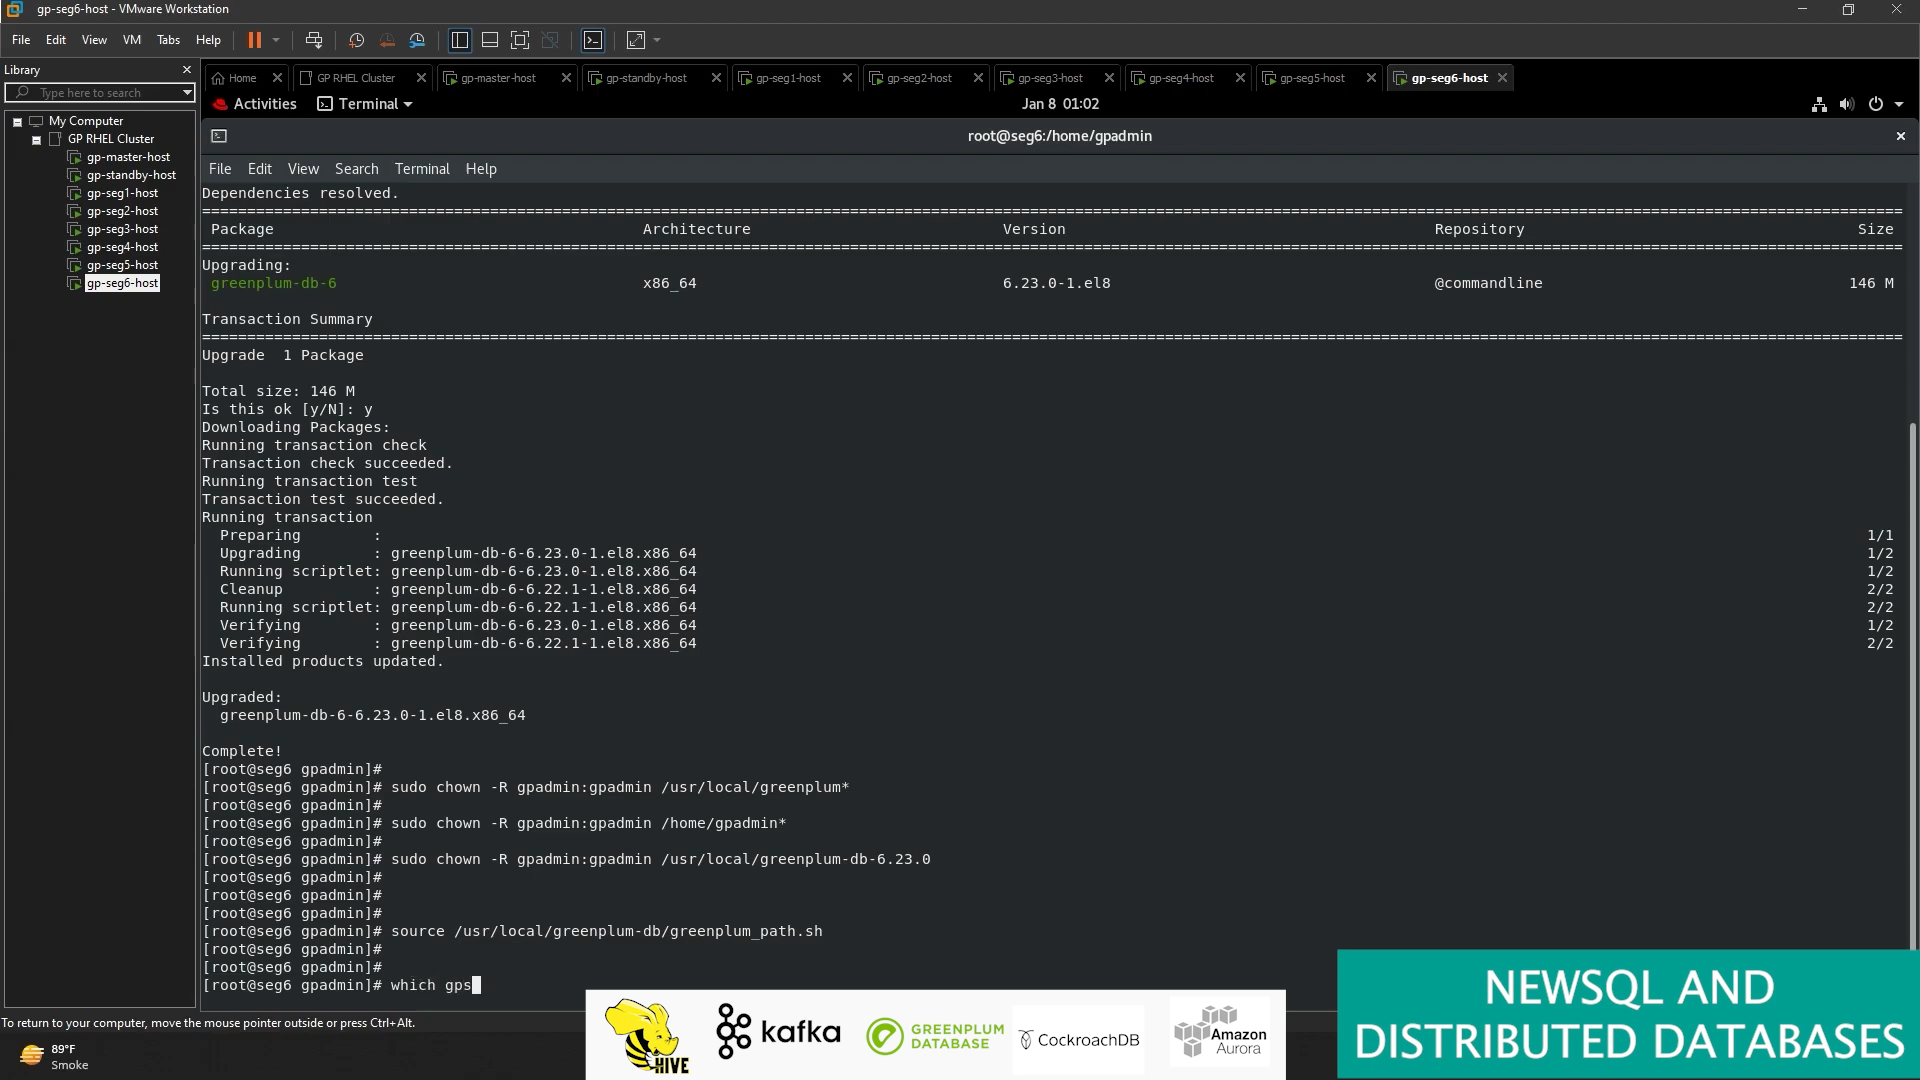 gp-seg6-host - VMware Workstation
File Edit View VM Tabs Help
Library
Type here to search
My Computer
GP RHEL Cluster
gp-master-host
gp-standby-host
gp-seg1-host
gp-seg2-host
gp-seg3-host
gp-seg4-host
gp-seg5-host
gp-seg6-host
Home GP RHEL Cluster gp-master-host gp-standby-host gp-seg1-host gp-seg2-host gp-seg3-host gp-seg4-host gp-seg5-host gp-seg6-host
Activities Terminal Jan 8 01:02
root@seg6:/home/gpadmin
File Edit View Search Terminal Help
Dependencies resolved.
================================================================================
Package Architecture Version Repository Size
================================================================================
Upgrading:
greenplum-db-6 x86_64 6.23.0-1.el8 @commandline 146 M
Transaction Summary
================================================================================
Upgrade 1 Package
Total size: 146 M
Is this ok [y/N]: y
Downloading Packages:
Running transaction check
Transaction check succeeded.
Running transaction test
Transaction test succeeded.
Running transaction
Preparing : 1/1
Upgrading : greenplum-db-6-6.23.0-1.el8.x86_64 1/2
Running scriptlet: greenplum-db-6-6.23.0-1.el8.x86_64 1/2
Cleanup : greenplum-db-6-6.22.1-1.el8.x86_64 2/2
Running scriptlet: greenplum-db-6-6.22.1-1.el8.x86_64 2/2
Verifying : greenplum-db-6-6.23.0-1.el8.x86_64 1/2
Verifying : greenplum-db-6-6.22.1-1.el8.x86_64 2/2
Installed products updated.
Upgraded:
greenplum-db-6-6.23.0-1.el8.x86_64
Complete!
[root@seg6 gpadmin]#
[root@seg6 gpadmin]# sudo chown -R gpadmin:gpadmin /usr/local/greenplum*
[root@seg6 gpadmin]#
[root@seg6 gpadmin]# sudo chown -R gpadmin:gpadmin /home/gpadmin*
[root@seg6 gpadmin]#
[root@seg6 gpadmin]# sudo chown -R gpadmin:gpadmin /usr/local/greenplum-db-6.23.0
[root@seg6 gpadmin]#
[root@seg6 gpadmin]#
[root@seg6 gpadmin]#
[root@seg6 gpadmin]# source /usr/local/greenplum-db/greenplum_path.sh
[root@seg6 gpadmin]#
[root@seg6 gpadmin]#
[root@seg6 gpadmin]# which gps
To return to your computer, move the mouse pointer outside or press Ctrl+Alt.
89°F
Smoke
HIVE
kafka
GREENPLUM
DATABASE
CockroachDB
Amazon
Aurora
NEWSQL AND
DISTRIBUTED DATABASES